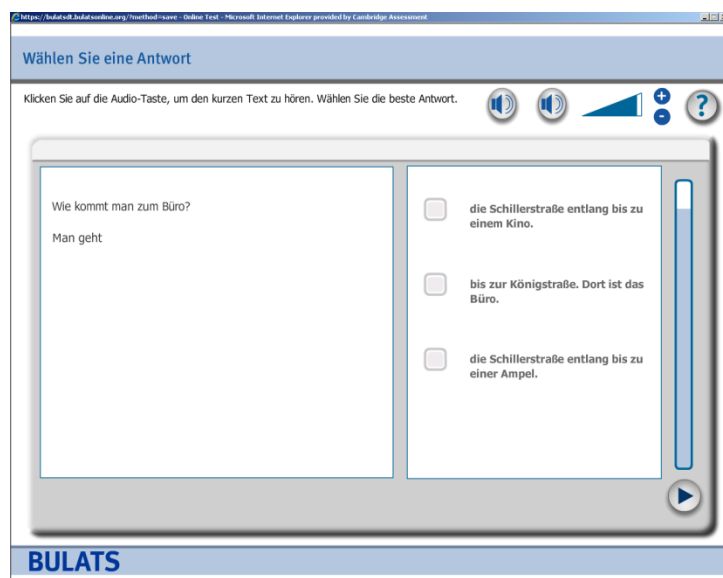 https://bulatsdt.bulatsonline.org/?method=save - Online Test - Microsoft Internet Explorer provided by Cambridge Assessment
Wählen Sie eine Antwort
Klicken Sie auf die Audio-Taste, um den kurzen Text zu hören. Wählen Sie die beste Antwort.
Wie kommt man zum Büro?
Man geht
die Schillerstraße entlang bis zu
einem Kino.
bis zur Königstraße. Dort ist das
Büro.
die Schillerstraße entlang bis zu
einer Ampel.
BULATS